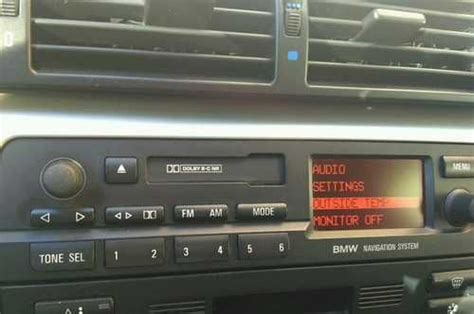 DOLBY B-C NR
AUDIO
SETTINGS
OUTSIDE TEMP
MONITOR OFF
MENU
FM AM
MODE
TONE SEL
1 2 3 4 5 6
BMW NAVIGATION SYSTEM